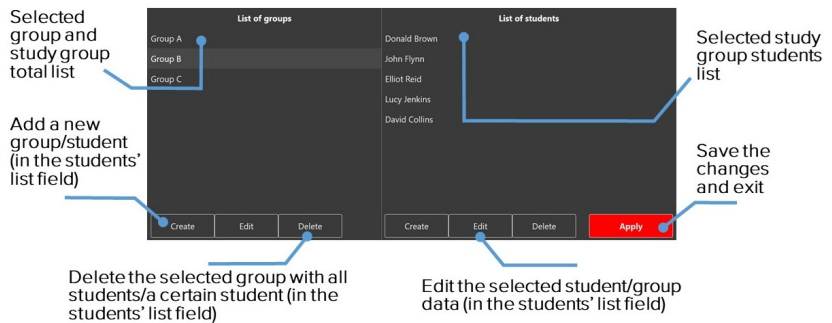 Selected
group and
study group
total list
Add a new
group/student
(in the students'
list field)
List of groups
Group A
Group B
Group C
Create
Edit
Delete
List of students
Donald Brown
John Flynn
Elliot Reid
Lucy Jenkins
David Collins
Create
Edit
Delete
Apply
Selected study
group students
list
Save the
changes
and exit
Delete the selected group with all
students/a certain student (in the
students' list field)
Edit the selected student/group
data (in the students' list field)